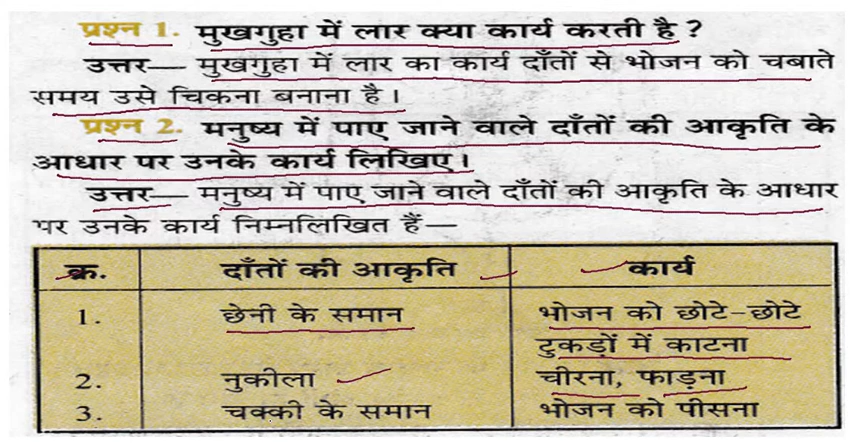 प्रश्न 1. मुखगुहा में लार क्या कार्य करती है ?
उत्तर— मुखगुहा में लार का कार्य दाँतों से भोजन को चबाते
समय उसे चिकना बनाना है।
प्रश्न 2. मनुष्य में पाए जाने वाले दाँतों की आकृति के
आधार पर उनके कार्य लिखिए।
उत्तर— मनुष्य में पाए जाने वाले दाँतों की आकृति के आधार
पर उनके कार्य निम्नलिखित हैं—
क्र. दाँतों की आकृति कार्य
1. छेनी के समान भोजन को छोटे-छोटे
टुकड़ों में काटना
2. नुकीला चीरना, फाड़ना
3. चक्की के समान भोजन को पीसना